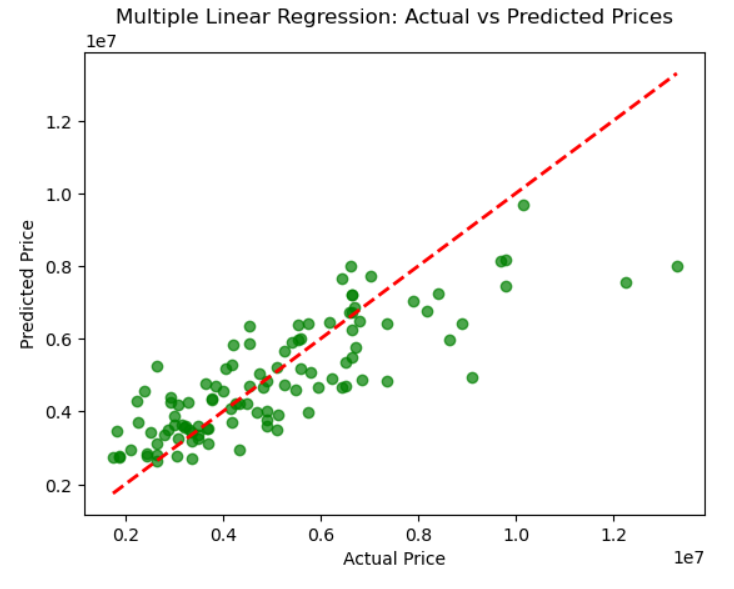 Multiple Linear Regression: Actual vs Predicted Prices
1e7
1.2
1.0
0.8
0.6
0.4
0.2
Predicted Price
0.2 0.4 0.6 0.8 1.0 1.2
Actual Price
1e7